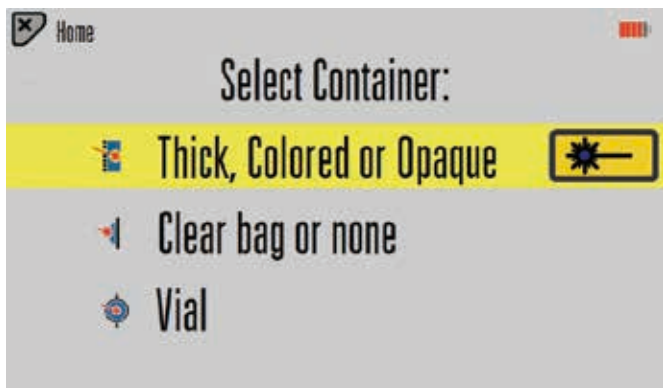 Home
Select Container:
Thick, Colored or Opaque
Clear bag or none
Vial